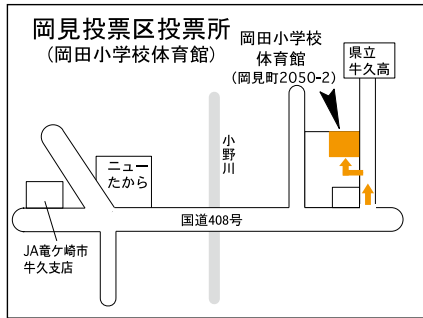 岡見投票区投票所
(岡田小学校体育館)
岡田小学校
体育館
(岡見町2050-2)
県立
牛久高
小野川
ニュー
たから
国道408号
JA竜ケ崎市
牛久支店